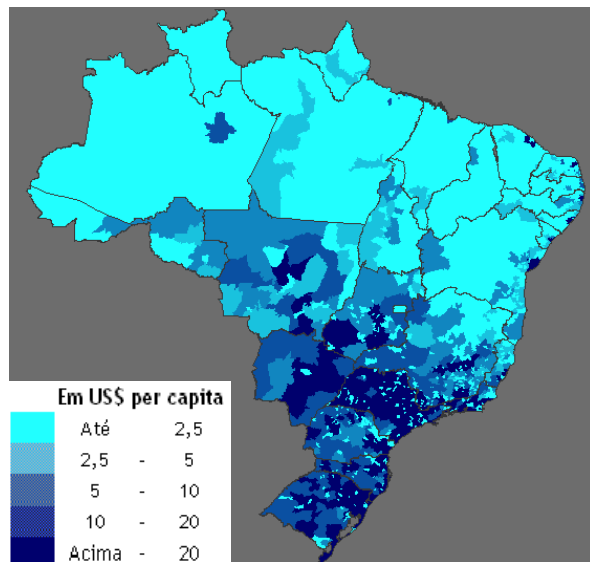 Em US$ per capita
Até 2,5
2,5 - 5
5 - 10
10 - 20
Acima - 20